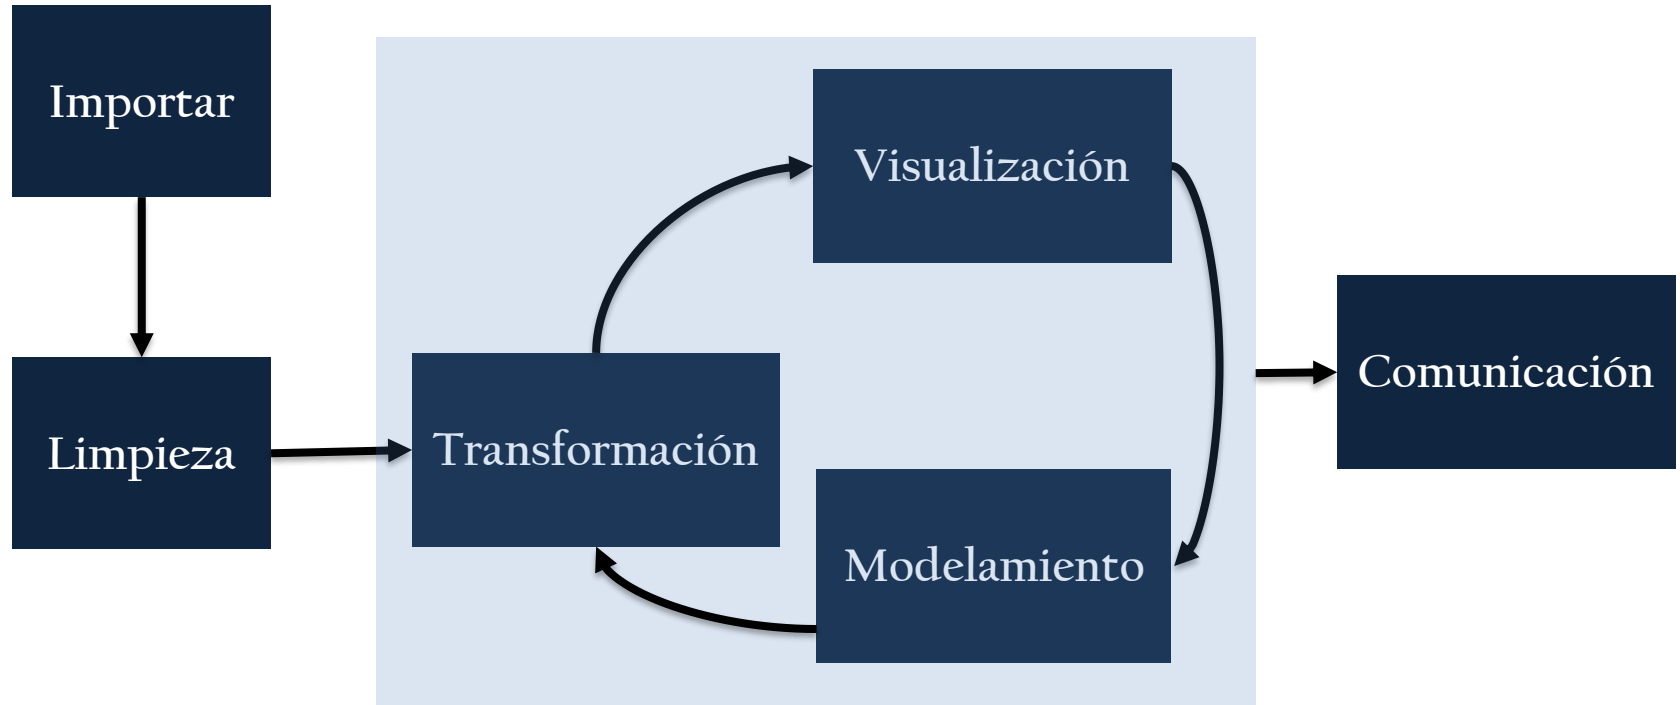 Importar
Limpieza
Transformación
Visualización
Modelamiento
Comunicación